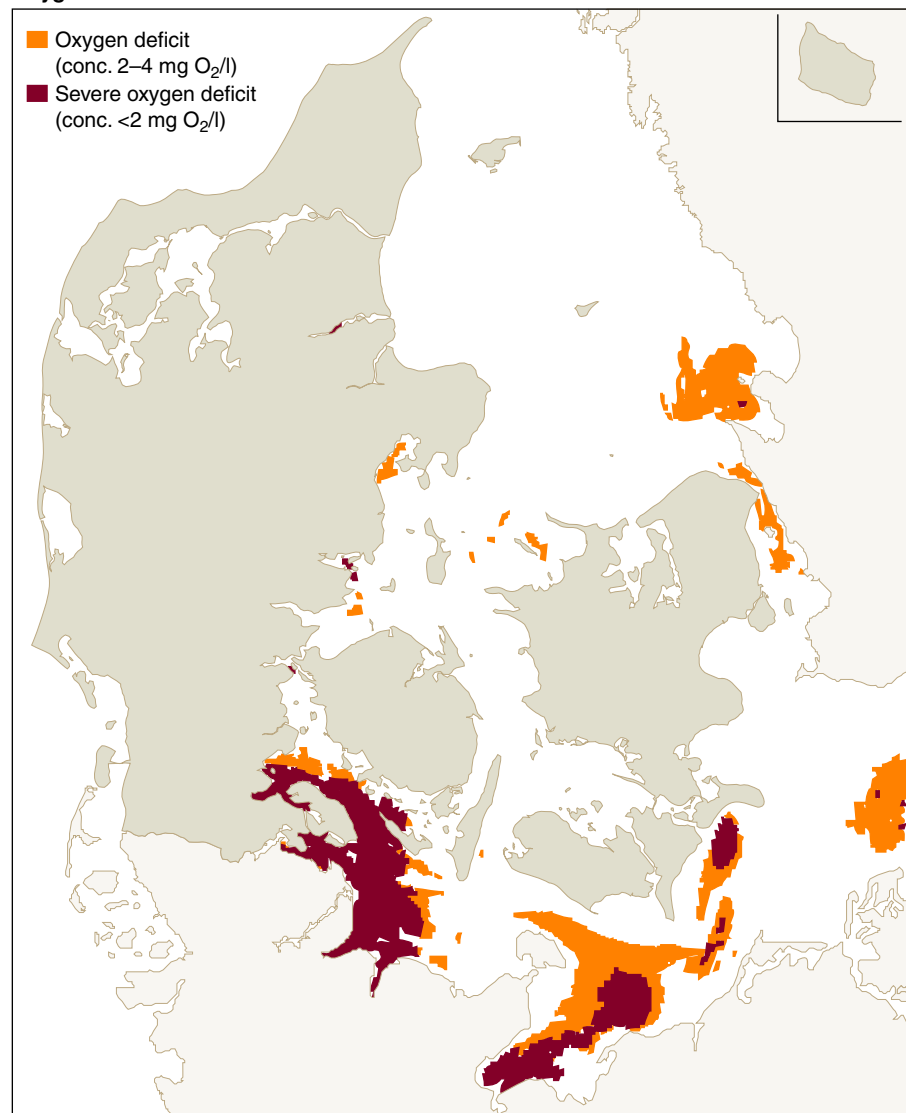 Oxygen deficit
(conc. 2–4 mg O₂/l)
Severe oxygen deficit
(conc. <2 mg O₂/l)